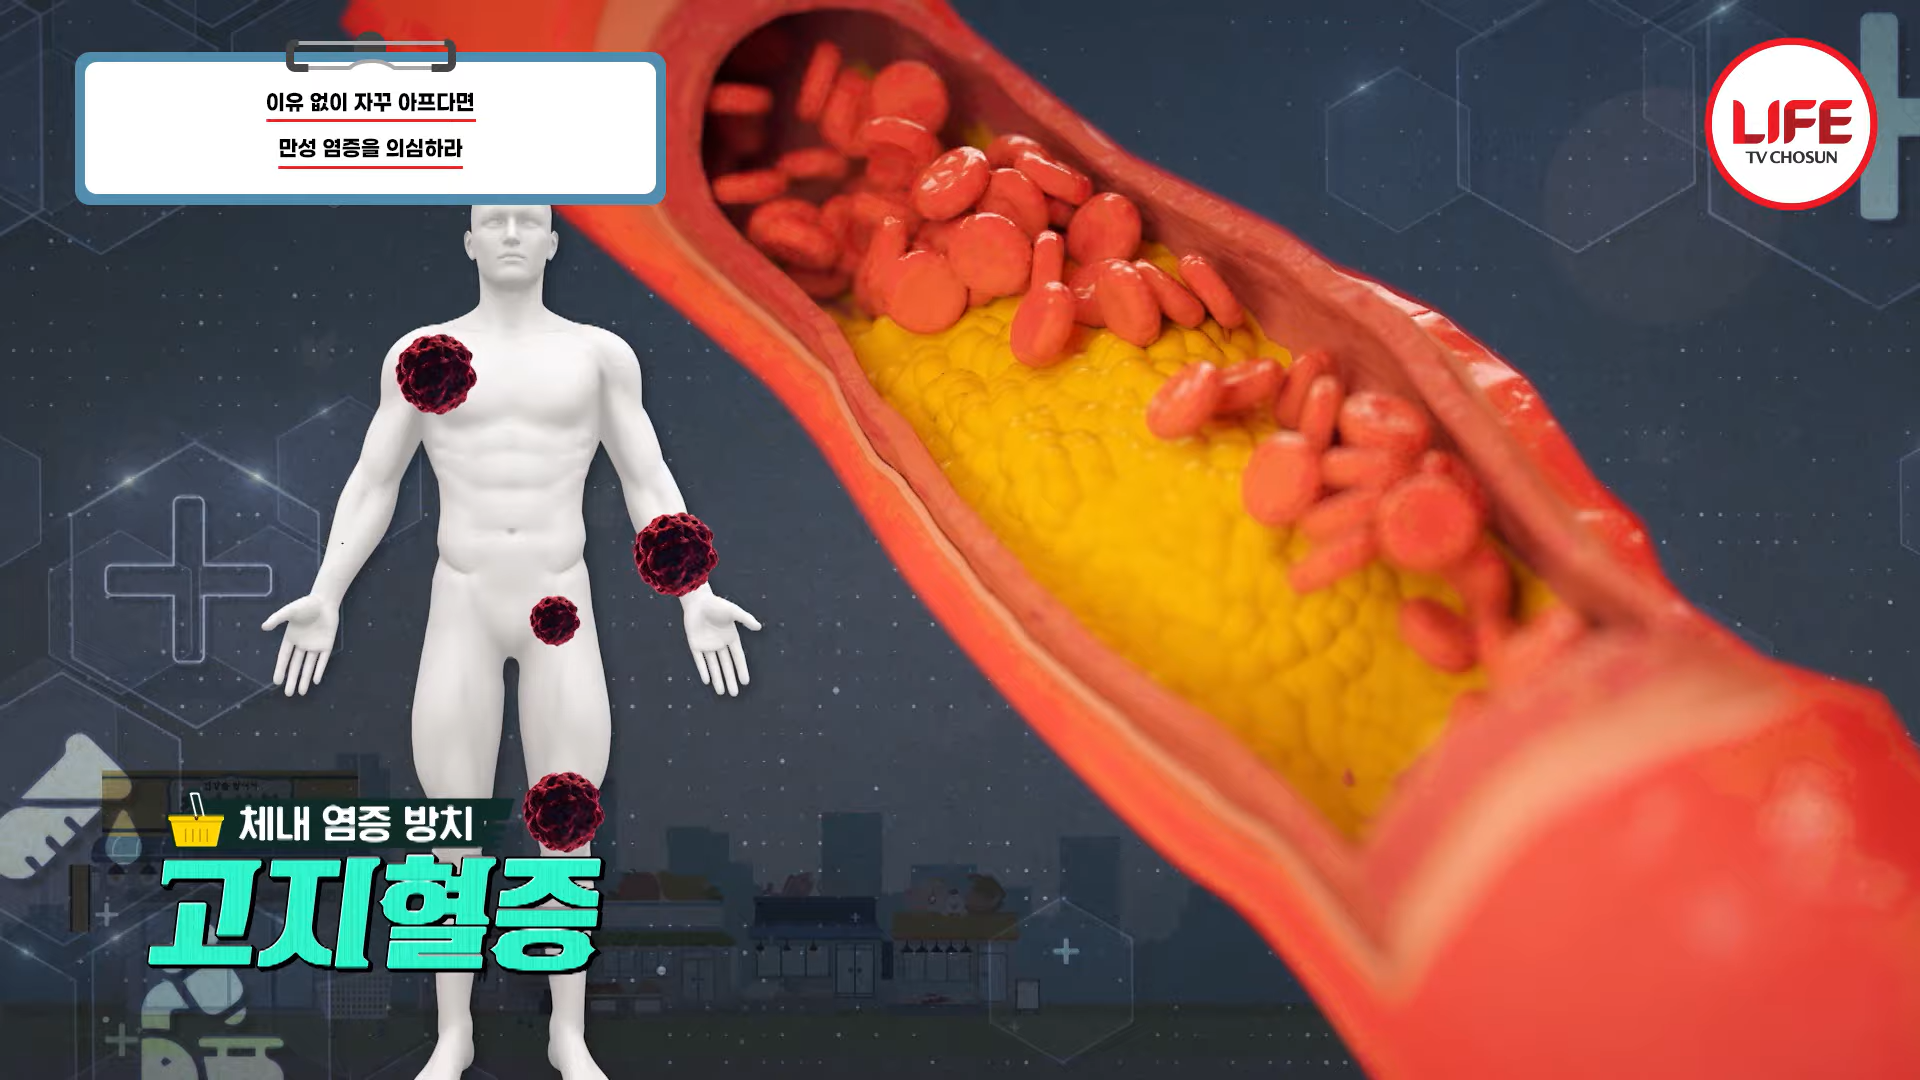 이유 없이 자꾸 아프다면
만성 염증을 의심하라
LIFE
TV CHOSUN
체내 염증 방치
고지혈증